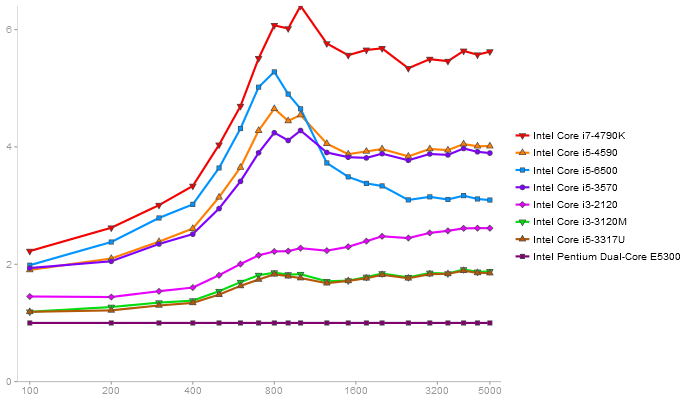 6
4
2
0
100 200 400 800 1600 3200 5000
Intel Core i7-4790K
Intel Core i5-4590
Intel Core i5-6500
Intel Core i5-3570
Intel Core i3-2120
Intel Core i3-3120M
Intel Core i5-3317U
Intel Pentium Dual-Core E5300